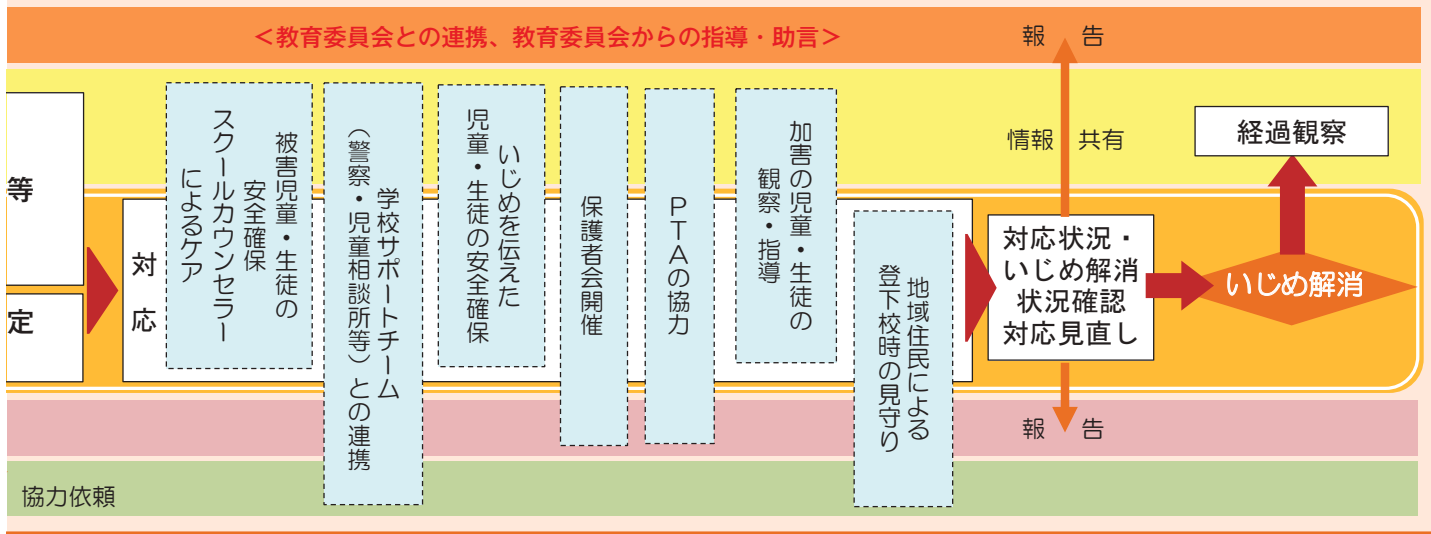 ＜教育委員会との連携、教育委員会からの指導・助言＞
報 告
情報 共有
経過観察
等
定
対
応
被害児童・生徒の
安全確保
スクールカウンセラー
によるケア
学校サポートチーム
（警察・児童相談所等）との連携
いじめを伝えた
児童・生徒の安全確保
保護者会開催
ＰＴＡの協力
加害の児童・生徒の
観察・指導
地域住民による
登下校時の見守り
対応状況・
いじめ解消
状況確認
対応見直し
いじめ解消
報 告
協力依頼